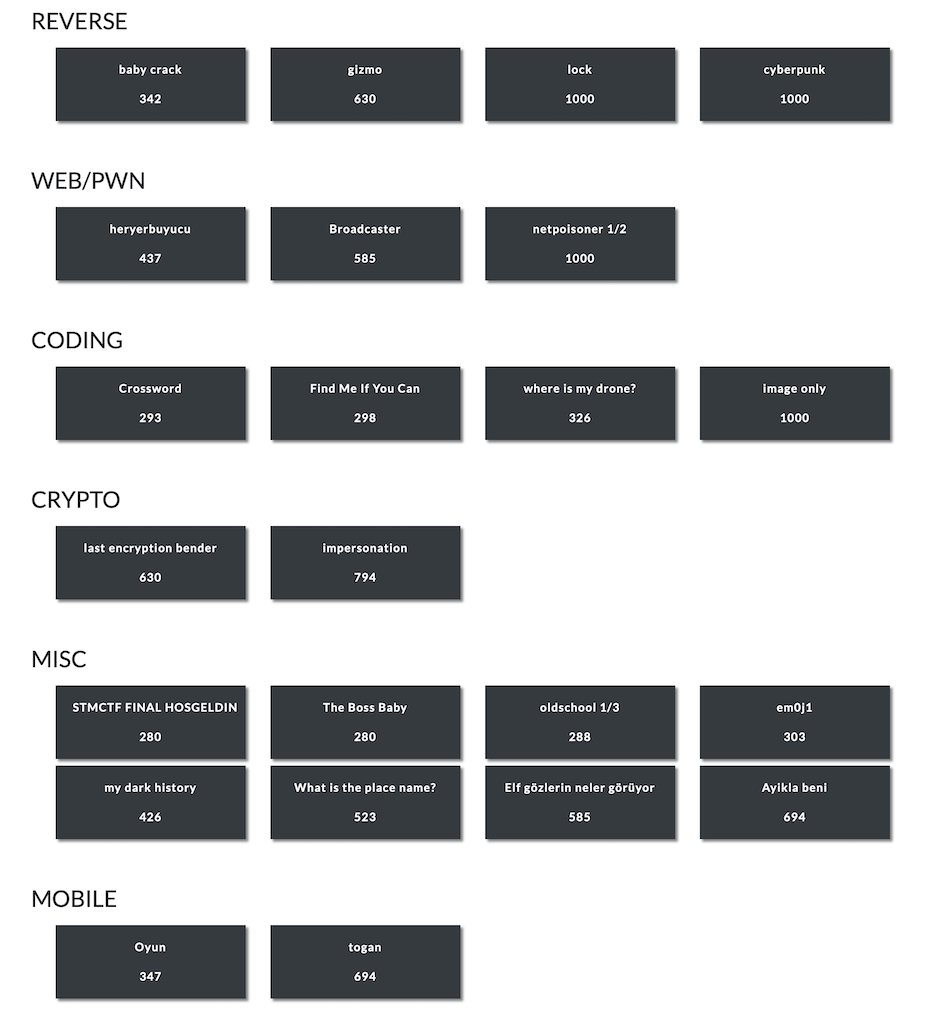 REVERSE
baby crack
342
gizmo
630
lock
1000
cyberpunk
1000
WEB/PWN
heryerbuyucu
437
Broadcaster
585
netpoisoner 1/2
1000
CODING
Crossword
293
Find Me If You Can
298
where is my drone?
326
image only
1000
CRYPTO
last encryption bender
630
impersonation
794
MISC
STMCTF FINAL HOSGELDIN
280
The Boss Baby
280
oldschool 1/3
288
em0j1
303
my dark history
426
What is the place name?
523
Elf gözlerin neler görüyor
585
Ayikla beni
694
MOBILE
Oyun
347
togan
694